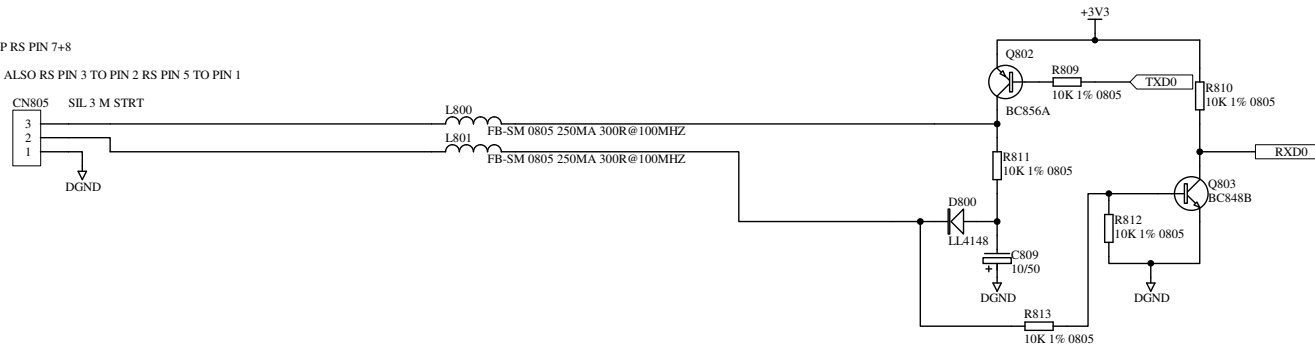 +3V3
P RS PIN 7+8
Q802
ALSO RS PIN 3 TO PIN 2 RS PIN 5 TO PIN 1
R809
TXD0
R810
10K 1% 0805
10K 1% 0805
CN805
SIL 3 M STRT
L800
BC856A
3
FB-SM 0805 250MA 300R@100MHZ
2
L801
1
FB-SM 0805 250MA 300R@100MHZ
R811
10K 1% 0805
RXD0
DGND
Q803
BC848B
D800
R812
10K 1% 0805
LL4148
C809
10/50
+
DGND
DGND
R813
10K 1% 0805